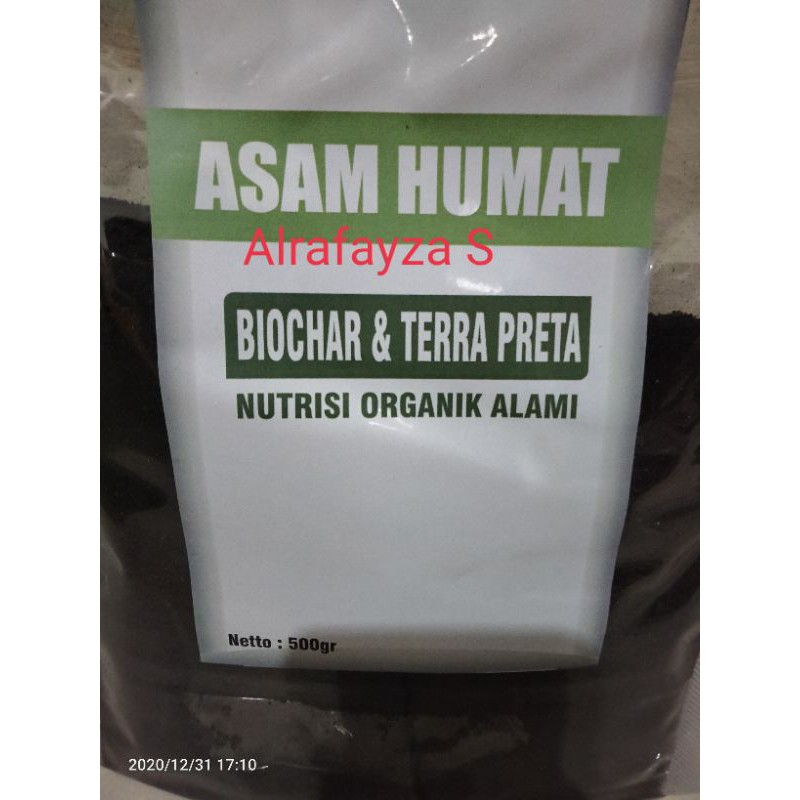 ASAM HUMAT
Alrafayza S
BIOCHAR & TERRA PRETA
NUTRISI ORGANIK ALAMI
Netto : 500gr
2020/12/31 17:10